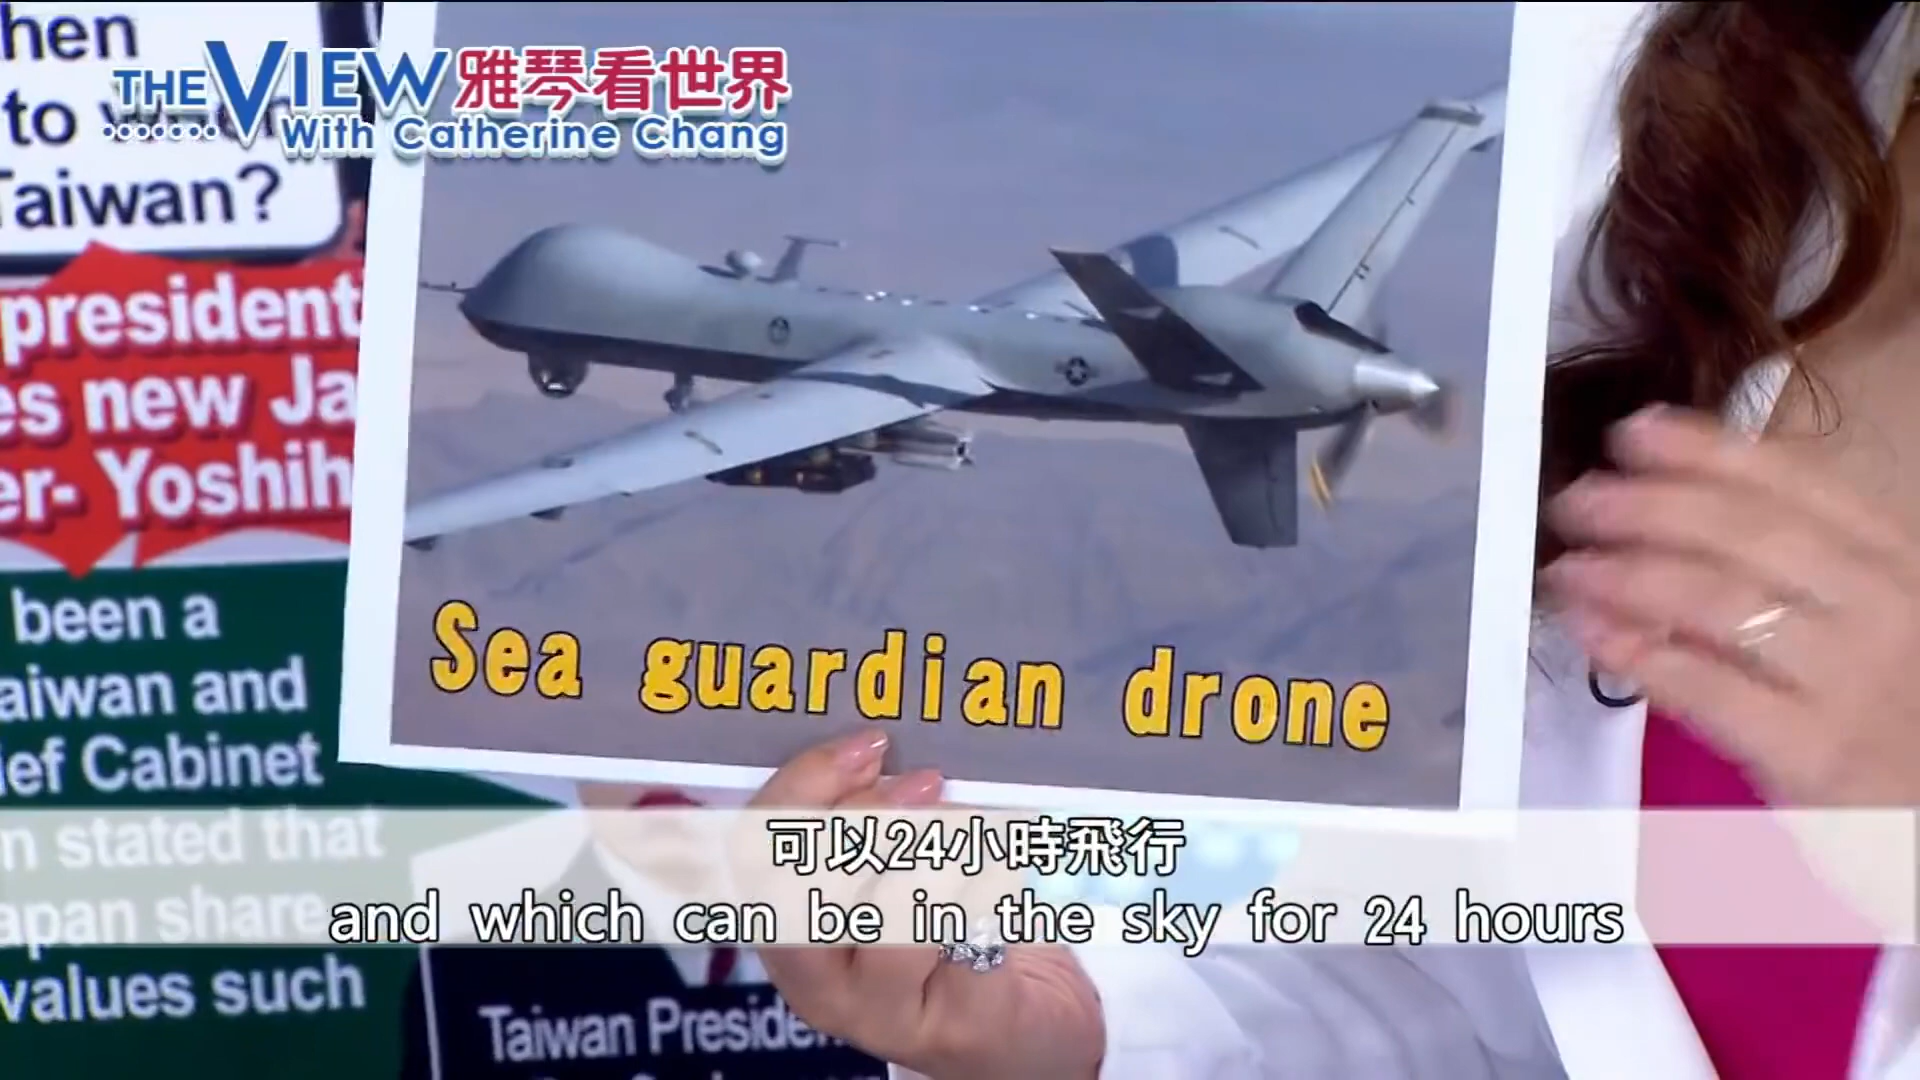 THE VIEW 雅琴看世界
With Catherine Chang
hen
to
Taiwan?
president
es new Ja
er- Yoshih
been a
aiwan and
ief Cabinet
n stated that
apan share
values such
Sea guardian drone
可以24小時飛行
and which can be in the sky for 24 hours
Taiwan Preside